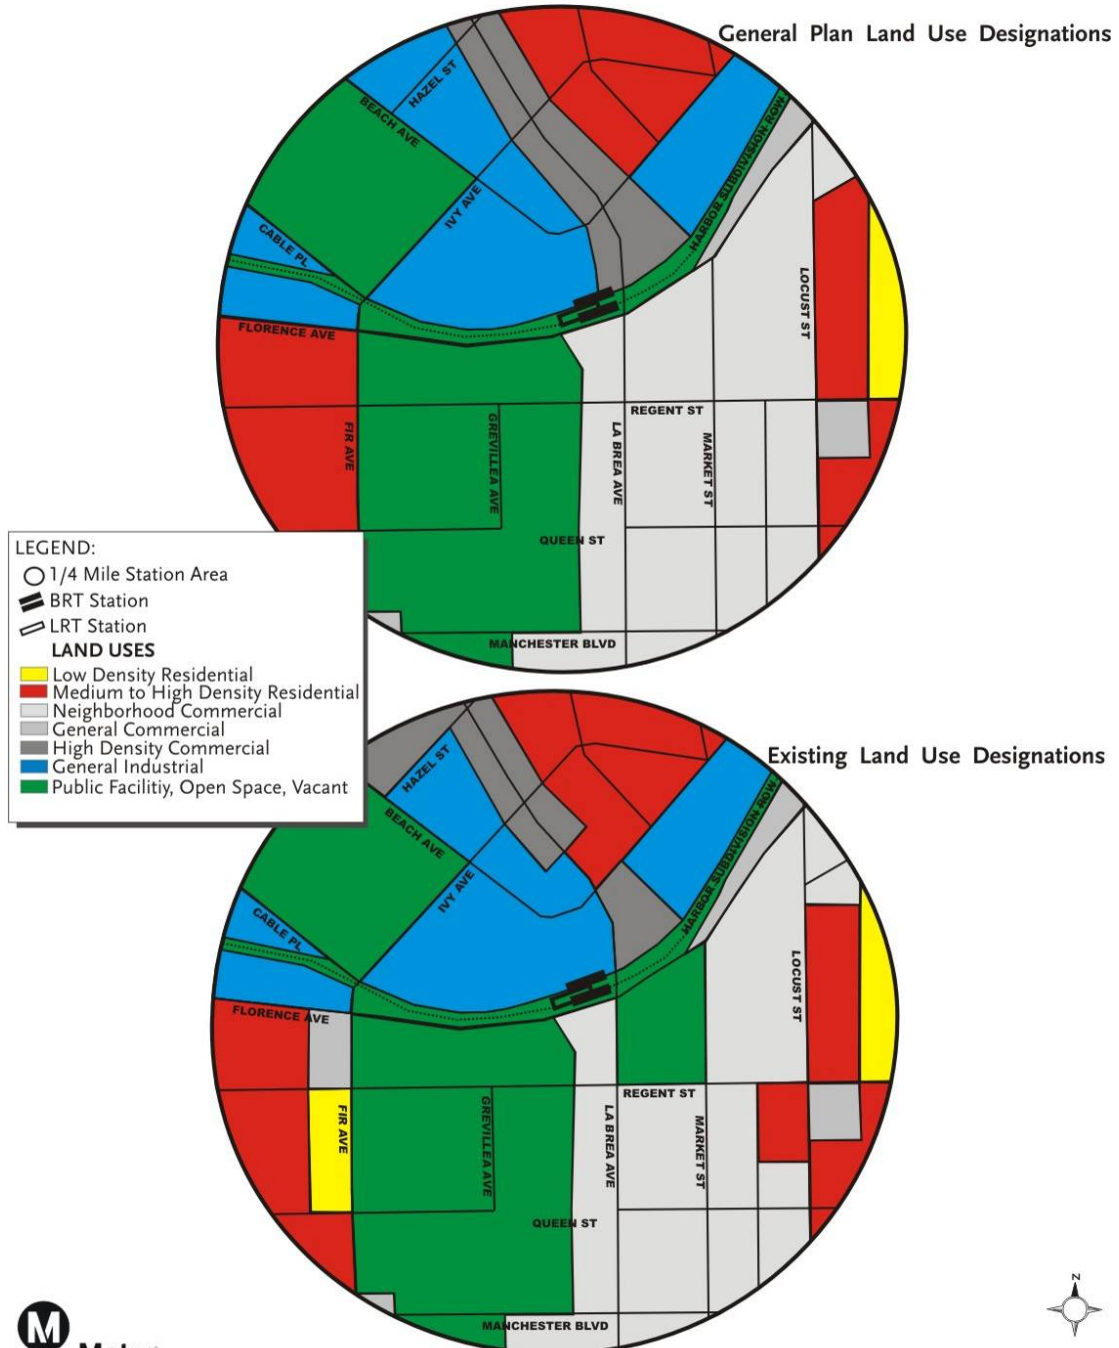 General Plan Land Use Designations
HAZEL ST
BEACH AVE
IVY AVE
HARBOR SUBDIVISION ROW
CABLE PL
FLORENCE AVE
LOCUST ST
REGENT ST
FIR AVE
GREVILLEA AVE
LA BREA AVE
MARKET ST
QUEEN ST
MANCHESTER BLVD
LEGEND:
1/4 Mile Station Area
BRT Station
LRT Station
LAND USES
Low Density Residential
Medium to High Density Residential
Neighborhood Commercial
General Commercial
High Density Commercial
General Industrial
Public Facilitiy, Open Space, Vacant
Existing Land Use Designations
HAZEL ST
BEACH AVE
IVY AVE
HARBOR SUBDIVISION ROW
CABLE PL
FLORENCE AVE
LOCUST ST
REGENT ST
FIR AVE
GREVILLEA AVE
LA BREA AVE
MARKET ST
QUEEN ST
MANCHESTER BLVD
N
M
Metro